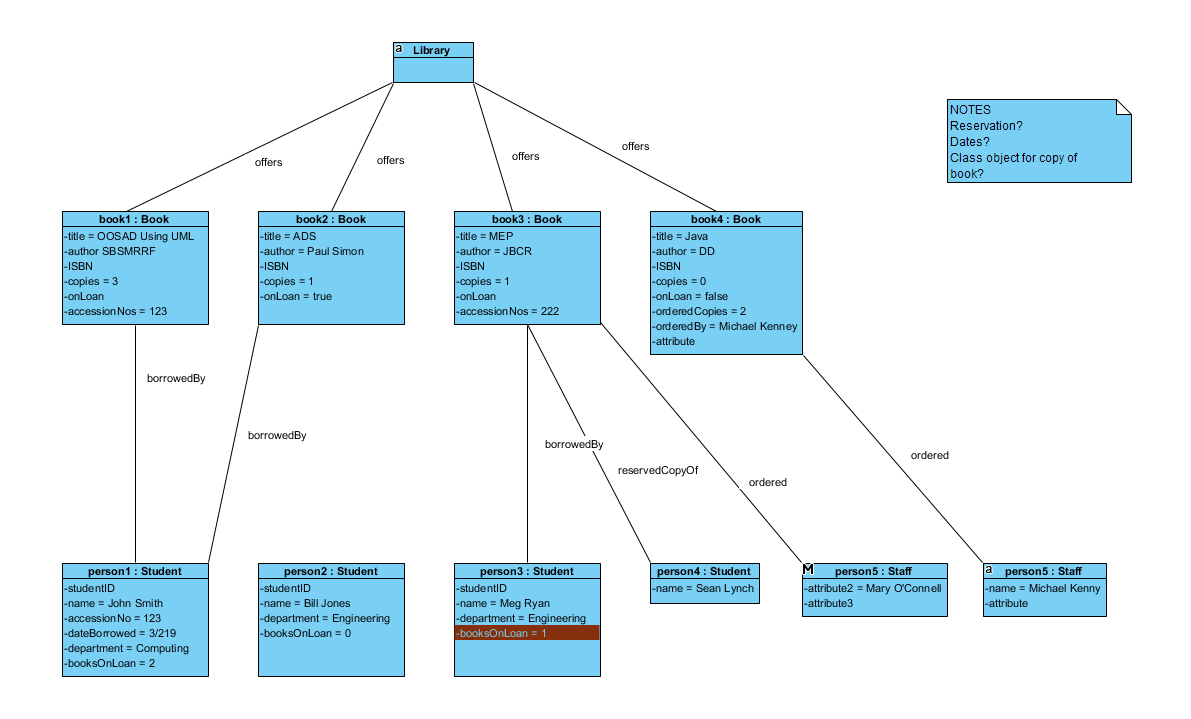 a Library
NOTES
Reservation?
Dates?
Class object for copy of
book?
offers
offers
offers
offers
book1 : Book
-title = OOSAD Using UML
-author SBSMRRF
-ISBN
-copies = 3
-onLoan
-accessionNos = 123
book2 : Book
-title = ADS
-author = Paul Simon
-ISBN
-copies = 1
-onLoan = true
book3 : Book
-title = MEP
-author = JBCR
-ISBN
-copies = 1
-onLoan
-accessionNos = 222
book4 : Book
-title = Java
-author = DD
-ISBN
-copies = 0
-onLoan = false
-orderedCopies = 2
-orderedBy = Michael Kenney
-attribute
borrowedBy
borrowedBy
borrowedBy
reservedCopyOf
ordered
ordered
person1 : Student
-studentID
-name = John Smith
-accessionNo = 123
-dateBorrowed = 3/219
-department = Computing
-booksOnLoan = 2
person2 : Student
-studentID
-name = Bill Jones
-department = Engineering
-booksOnLoan = 0
person3 : Student
-studentID
-name = Meg Ryan
-department = Engineering
-booksOnLoan = 1
person4 : Student
-name = Sean Lynch
M person5 : Staff
-attribute2 = Mary O'Connell
-attribute3
a person5 : Staff
-name = Michael Kenny
-attribute